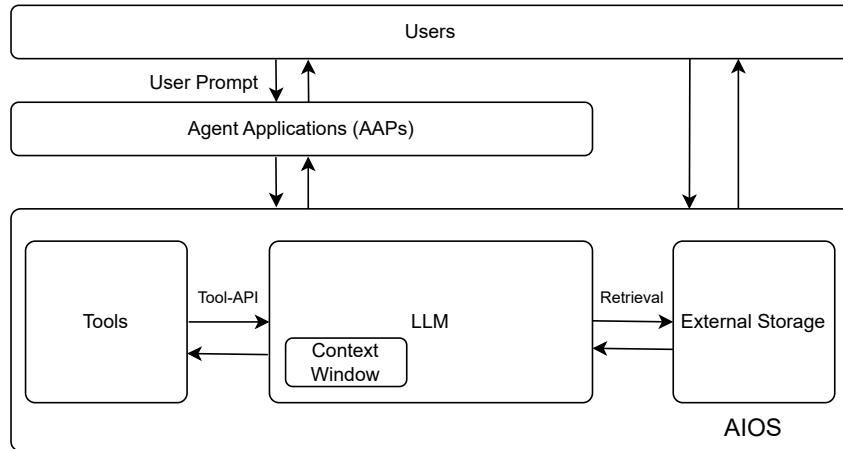 Users
User Prompt
Agent Applications (AAPs)
Tools
Tool-API
LLM
Context
Window
Retrieval
External Storage
AIOS